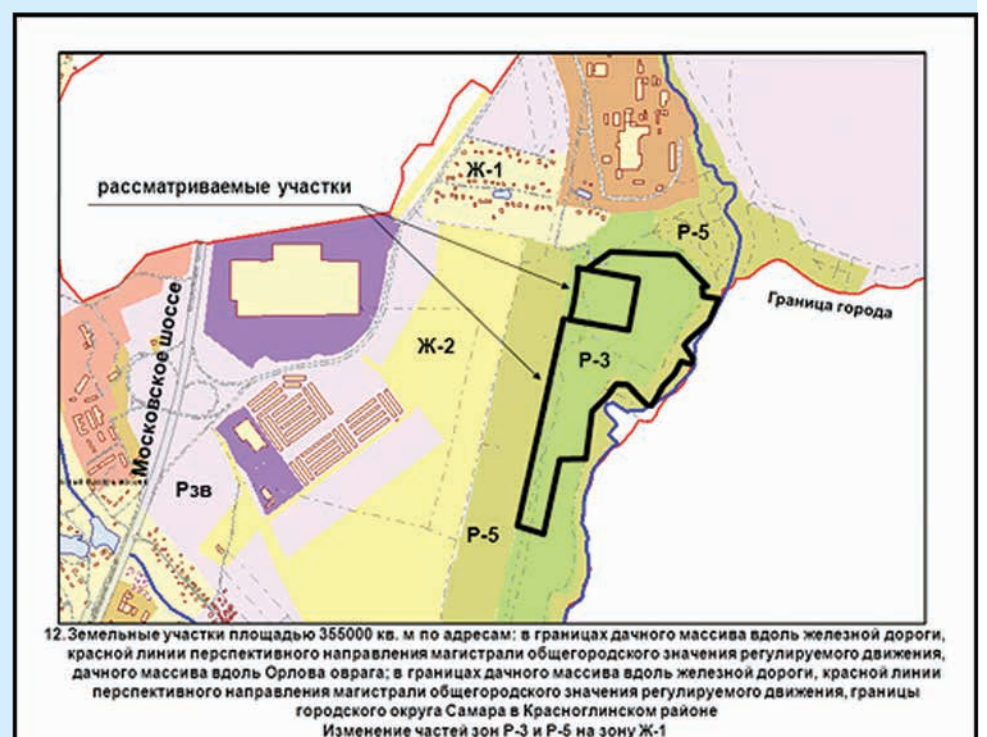 Ж-1
рассматриваемые участки
Р-5
Граница города
Московское шоссе
Ж-2
Р-3
Рзв
Р-5
12.Земельные участки площадью 355000 кв. м по адресам: в границах дачного массива вдоль железной дороги,
красной линии перспективного направления магистрали общегородского значения регулируемого движения,
дачного массива вдоль Орлова оврага; в границах дачного массива вдоль железной дороги, красной линии
перспективного направления магистрали общегородского значения регулируемого движения, границы
городского округа Самара в Красноглинском районе
Изменение частей зон Р-3 и Р-5 на зону Ж-1